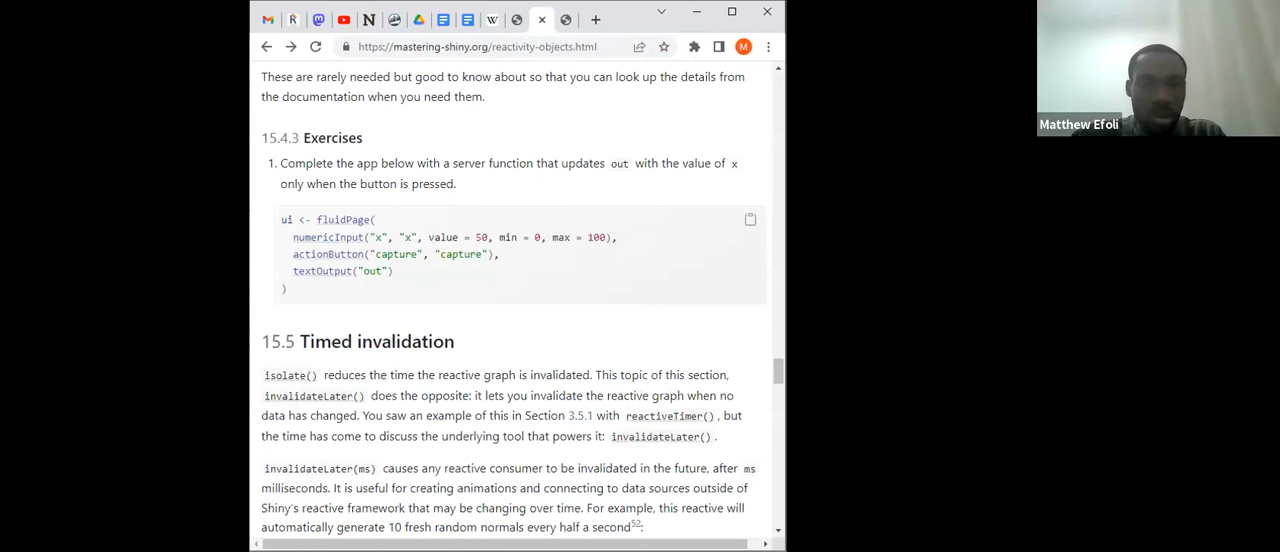 https://mastering-shiny.org/reactivity-objects.html
M
These are rarely needed but good to know about so that you can look up the details from
the documentation when you need them.
15.4.3 Exercises
1. Complete the app below with a server function that updates out with the value of x
only when the button is pressed.
ui <- fluidPage(
numericInput("x", "x", value = 50, min = 0, max = 100),
actionButton("capture", "capture"),
textOutput("out")
)
15.5 Timed invalidation
isolate() reduces the time the reactive graph is invalidated. This topic of this section,
invalidateLater() does the opposite: it lets you invalidate the reactive graph when no
data has changed. You saw an example of this in Section 3.5.1 with reactiveTimer(), but
the time has come to discuss the underlying tool that powers it: invalidateLater().
invalidateLater(ms) causes any reactive consumer to be invalidated in the future, after ms
milliseconds. It is useful for creating animations and connecting to data sources outside of
Shiny's reactive framework that may be changing over time. For example, this reactive will
automatically generate 10 fresh random normals every half a second52:
Matthew Efoli